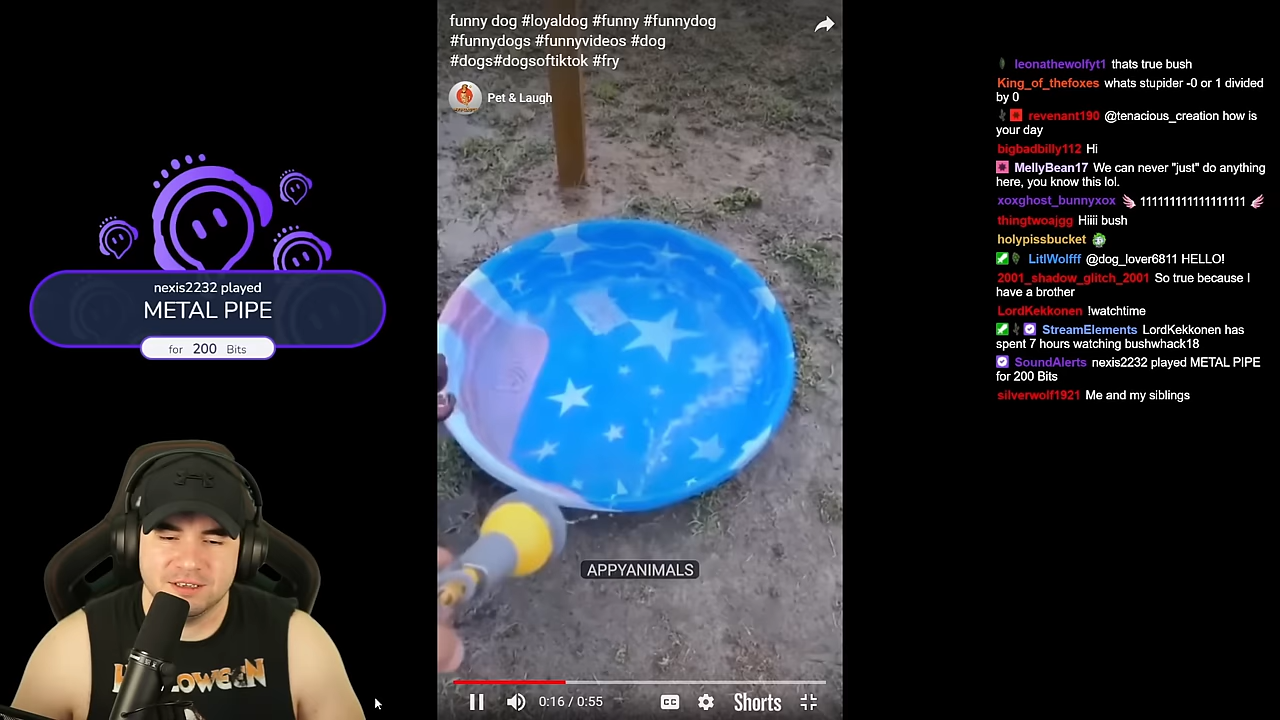 funny dog #loyaldog #funny #funnydog
#funnydogs #funnyvideos #dog
#dogs#dogsoftiktok #fry
Pet & Laugh
nexis2232 played
METAL PIPE
for 200 Bits
APPYANIMALS
0:16 / 0:55
CC
Shorts
leonathewolfyt1 thats true bush
King_of_thefoxes whats stupider -0 or 1 divided
by 0
revenant190 @tenacious_creation how is
your day
bigbadbilly112 Hi
MellyBean17 We can never "just" do anything
here, you know this lol.
xoxghost_bunnyxox 1111111111111111111
thingtwoajgg Hiiii bush
holypissbucket
LitlWolfff @dog_lover6811 HELLO!
2001_shadow_glitch_2001 So true because I
have a brother
LordKekkonen !watchtime
StreamElements LordKekkonen has
spent 7 hours watching bushwhack18
SoundAlerts nexis2232 played METAL PIPE
for 200 Bits
silverwolf1921 Me and my siblings